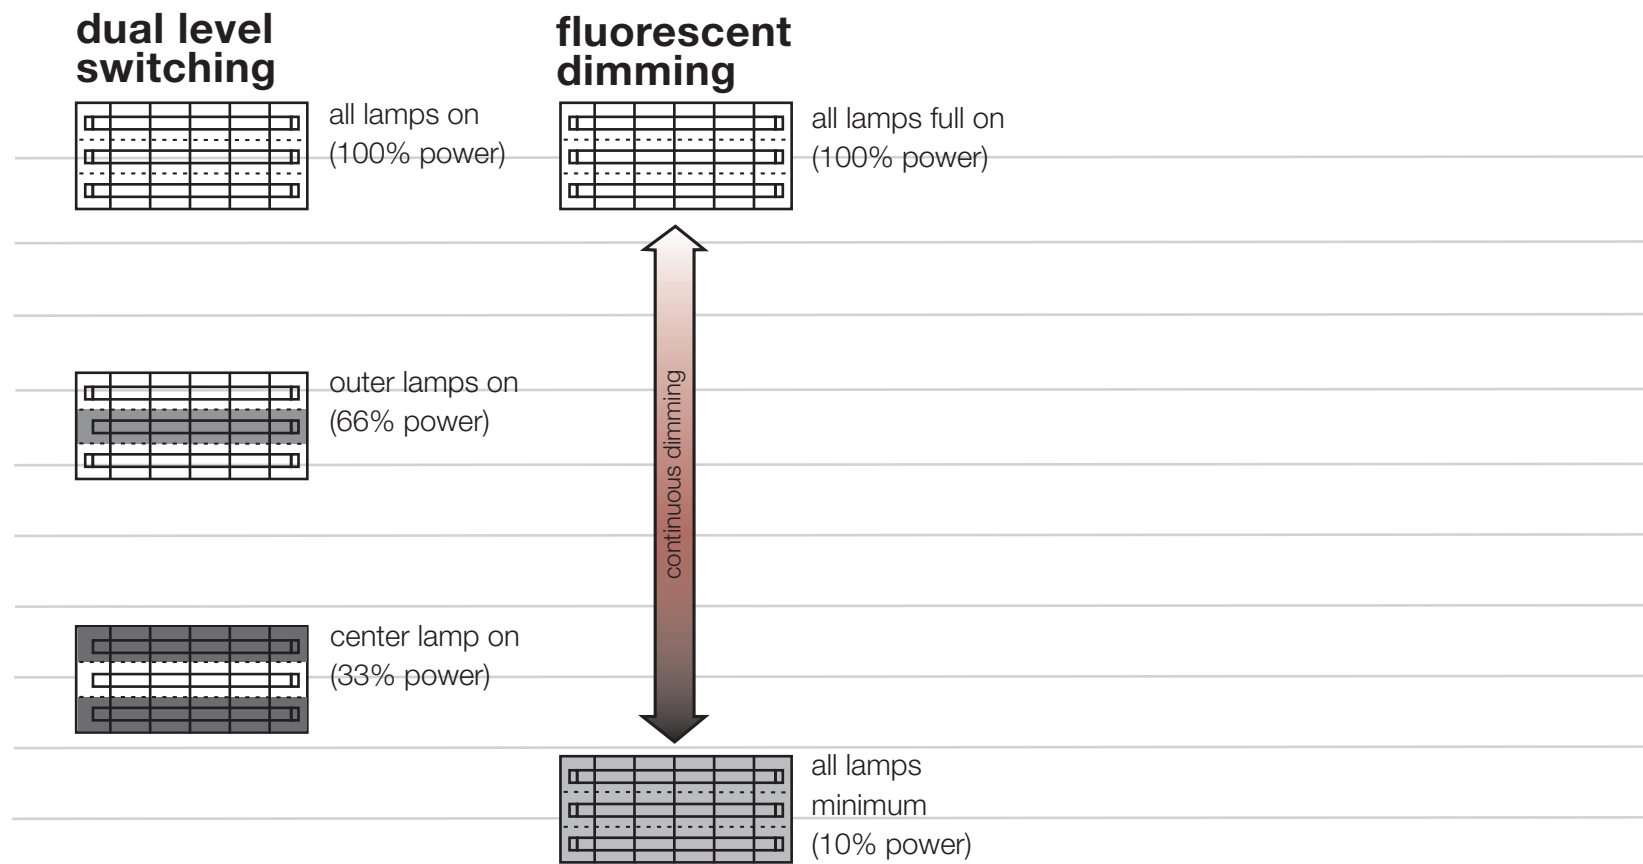 dual level
switching
all lamps on
(100% power)
outer lamps on
(66% power)
center lamp on
(33% power)
fluorescent
dimming
all lamps full on
(100% power)
continuous dimming
all lamps
minimum
(10% power)